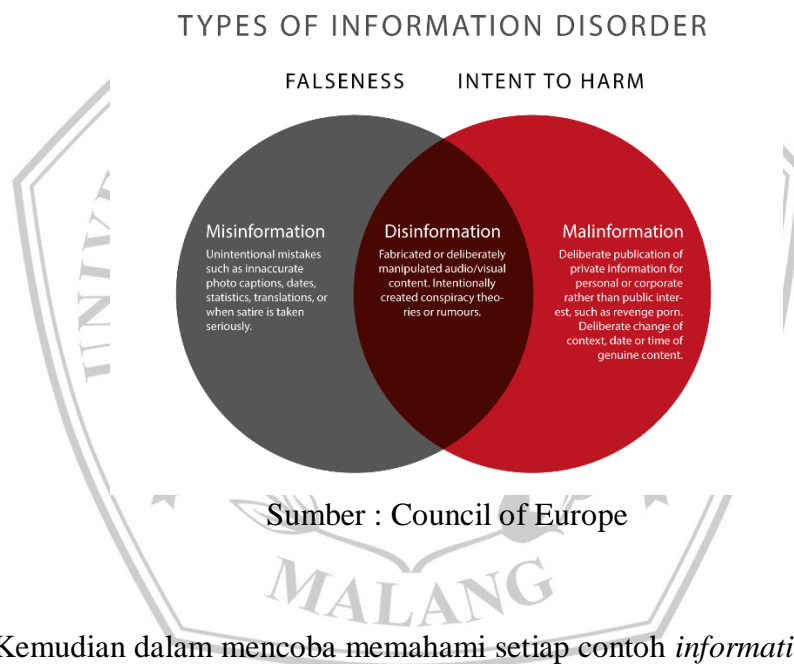 TYPES OF INFORMATION DISORDER
FALSENESS INTENT TO HARM
Misinformation
Unintentional mistakes
such as innaccurate
photo captions, dates,
statistics, translations, or
when satire is taken
seriously.
Disinformation
Fabricated or deliberately
manipulated audio/visual
content. Intentionally
created conspiracy theo-
ries or rumours.
Malinformation
Deliberate publication of
private information for
personal or corporate
rather than public inter-
est, such as revenge porn.
Deliberate change of
context, date or time of
genuine content.
Sumber : Council of Europe
MALANG
Kemudian dalam mencoba memahami setiap contoh informati